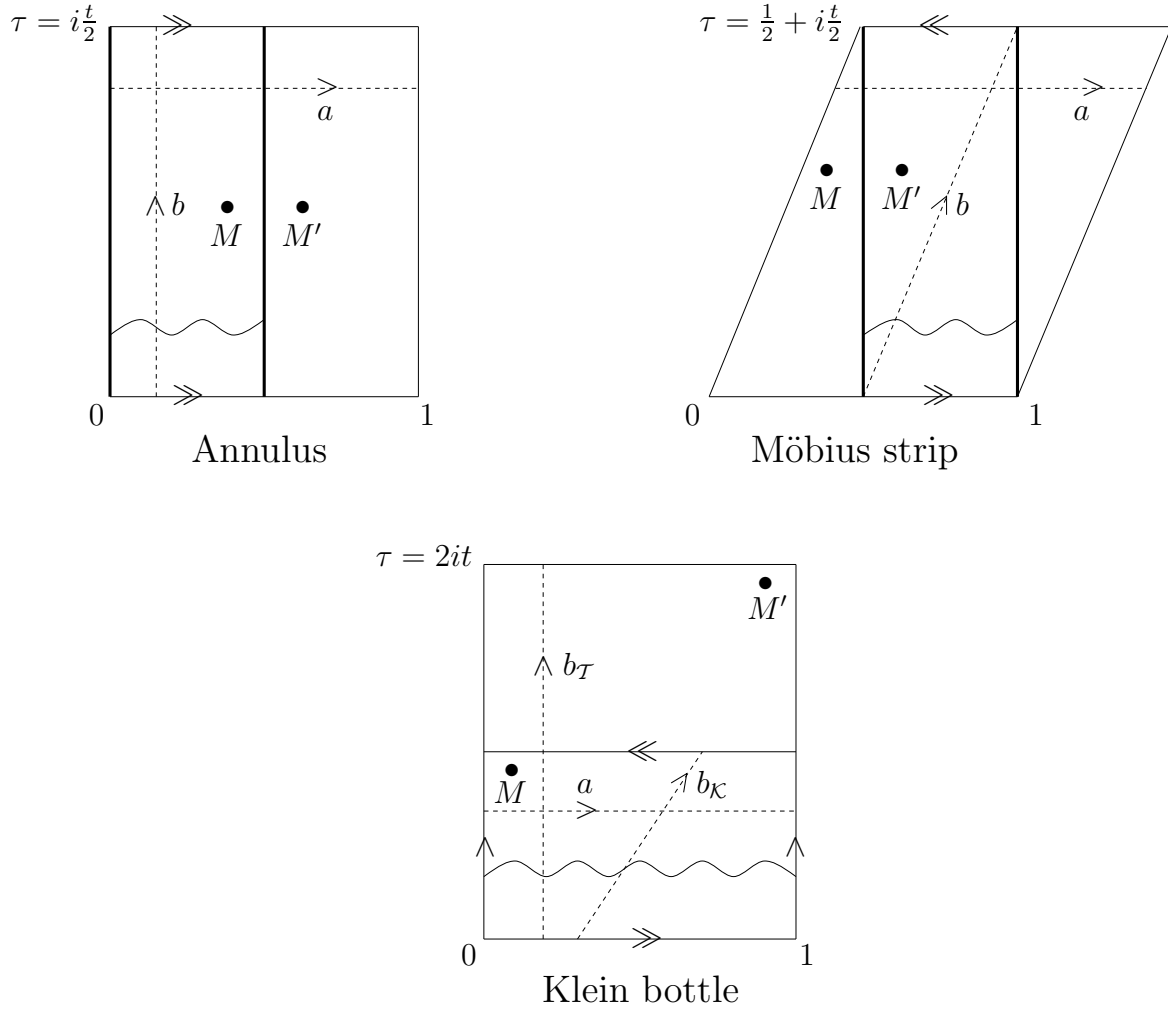 τ = i t/2
a
b
M
M'
0
1
Annulus
τ = 1/2 + i t/2
a
b
M
M'
0
1
Möbius strip
τ = 2it
M'
b_𝒯
M
a
b_𝒦
0
1
Klein bottle